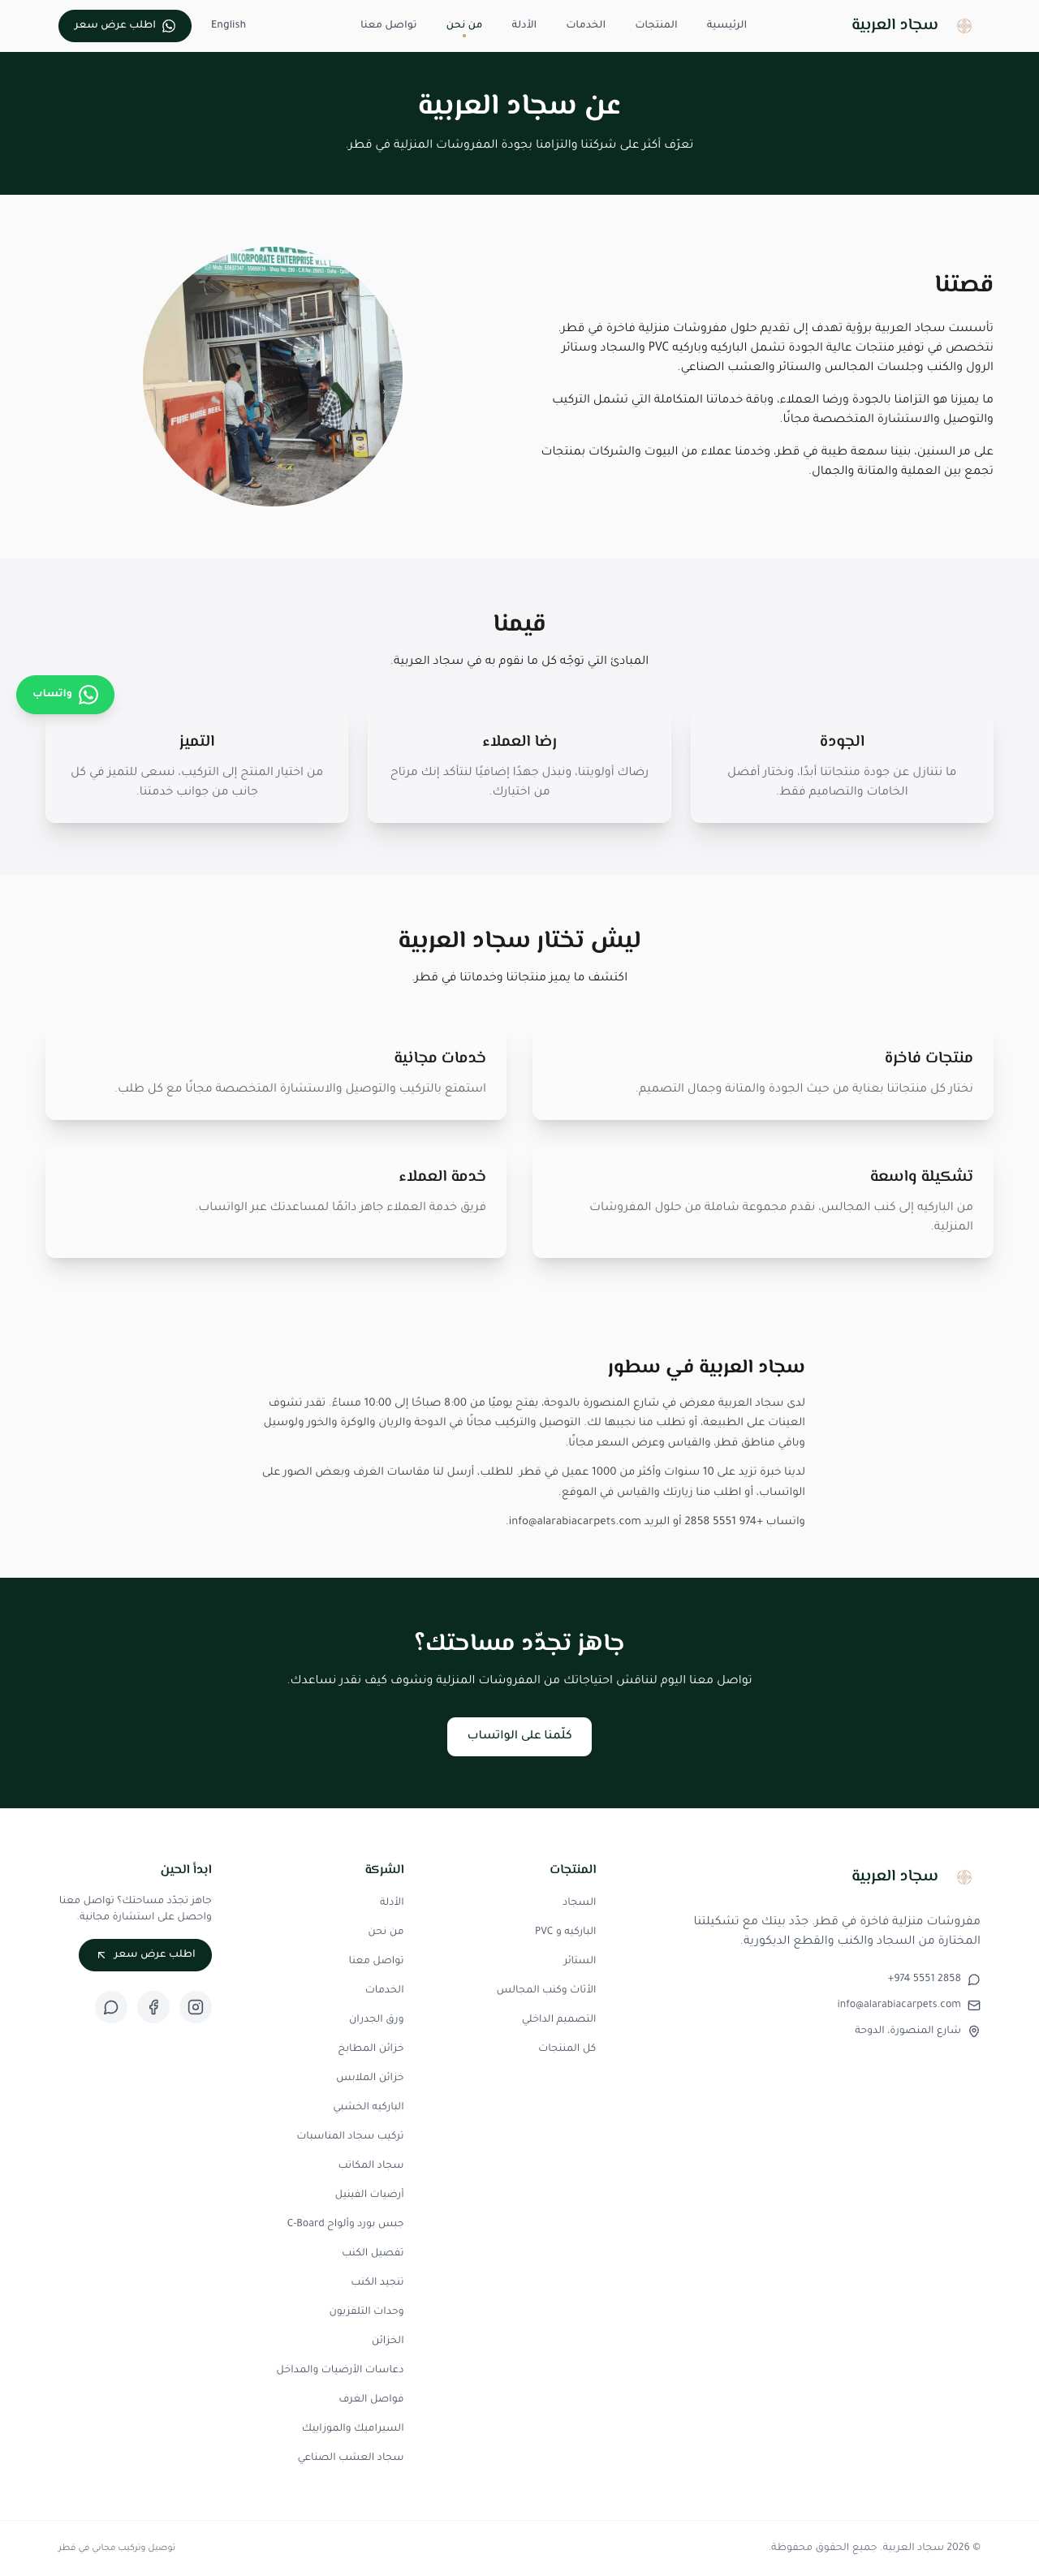 سجاد العربية
الرئيسية
المنتجات
الخدمات
الأدلة
من نحن
تواصل معنا
English
اطلب عرض سعر
عن سجاد العربية
تعرّف أكثر على شركتنا والتزامنا بجودة المفروشات المنزلية في قطر.
قصتنا
تأسست سجاد العربية برؤية تهدف إلى تقديم حلول مفروشات منزلية فاخرة في قطر.
نتخصص في توفير منتجات عالية الجودة تشمل الباركيه وباركيه PVC والسجاد وستائر
الرول والكنب وجلسات المجالس والستائر والعشب الصناعي.
ما يميزنا هو التزامنا بالجودة ورضا العملاء، وباقة خدماتنا المتكاملة التي تشمل التركيب
والتوصيل والاستشارة المتخصصة مجانًا.
على مر السنين، بنينا سمعة طيبة في قطر، وخدمنا عملاء من البيوت والشركات بمنتجات
تجمع بين العملية والمتانة والجمال.
INCORPORATE ENTERPRISE
FIRE HOSE REEL
قيمنا
المبادئ التي توجّه كل ما نقوم به في سجاد العربية.
واتساب
الجودة
ما نتنازل عن جودة منتجاتنا أبدًا، ونختار أفضل
الخامات والتصاميم فقط.
رضا العملاء
رضاك أولويتنا، ونبذل جهدًا إضافيًا لنتأكد إنك مرتاح
من اختيارك.
التميز
من اختيار المنتج إلى التركيب، نسعى للتميز في كل
جانب من جوانب خدمتنا.
ليش تختار سجاد العربية
اكتشف ما يميز منتجاتنا وخدماتنا في قطر.
منتجات فاخرة
نختار كل منتجاتنا بعناية من حيث الجودة والمتانة وجمال التصميم.
خدمات مجانية
استمتع بالتركيب والتوصيل والاستشارة المتخصصة مجانًا مع كل طلب.
تشكيلة واسعة
من الباركيه إلى كنب المجالس، نقدم مجموعة شاملة من حلول المفروشات
المنزلية.
خدمة العملاء
فريق خدمة العملاء جاهز دائمًا لمساعدتك عبر الواتساب.
سجاد العربية في سطور
لدى سجاد العربية معرض في شارع المنصورة بالدوحة، يفتح يوميًا من 8:00 صباحًا إلى 10:00 مساءً. تقدر تشوف
العينات على الطبيعة، أو تطلب منا نجيبها لك. التوصيل والتركيب مجانًا في الدوحة والريان والوكرة والخور ولوسيل
وباقي مناطق قطر، والقياس وعرض السعر مجانًا.
لدينا خبرة تزيد على 10 سنوات وأكثر من 1000 عميل في قطر. للطلب، أرسل لنا مقاسات الغرف وبعض الصور على
الواتساب، أو اطلب منا زيارتك والقياس في الموقع.
واتساب +974 5551 2858 أو البريد info@alarabiacarpets.com.
جاهز تجدّد مساحتك؟
تواصل معنا اليوم لنناقش احتياجاتك من المفروشات المنزلية ونشوف كيف نقدر نساعدك.
كلّمنا على الواتساب
سجاد العربية
مفروشات منزلية فاخرة في قطر. جدّد بيتك مع تشكيلتنا
المختارة من السجاد والكنب والقطع الديكورية.
+974 5551 2858
info@alarabiacarpets.com
شارع المنصورة، الدوحة
المنتجات
السجاد
الباركيه و PVC
الستائر
الأثاث وكنب المجالس
التصميم الداخلي
كل المنتجات
الشركة
الأدلة
من نحن
تواصل معنا
الخدمات
ورق الجدران
خزائن المطابخ
خزائن الملابس
الباركيه الخشبي
تركيب سجاد المناسبات
سجاد المكاتب
أرضيات الفينيل
جبس بورد وألواح C-Board
تفصيل الكنب
تنجيد الكنب
وحدات التلفزيون
الخزائن
دعاسات الأرضيات والمداخل
فواصل الغرف
السيراميك والموزاييك
سجاد العشب الصناعي
ابدأ الحين
جاهز تجدّد مساحتك؟ تواصل معنا
واحصل على استشارة مجانية.
اطلب عرض سعر
© 2026 سجاد العربية. جميع الحقوق محفوظة.
توصيل وتركيب مجاني في قطر